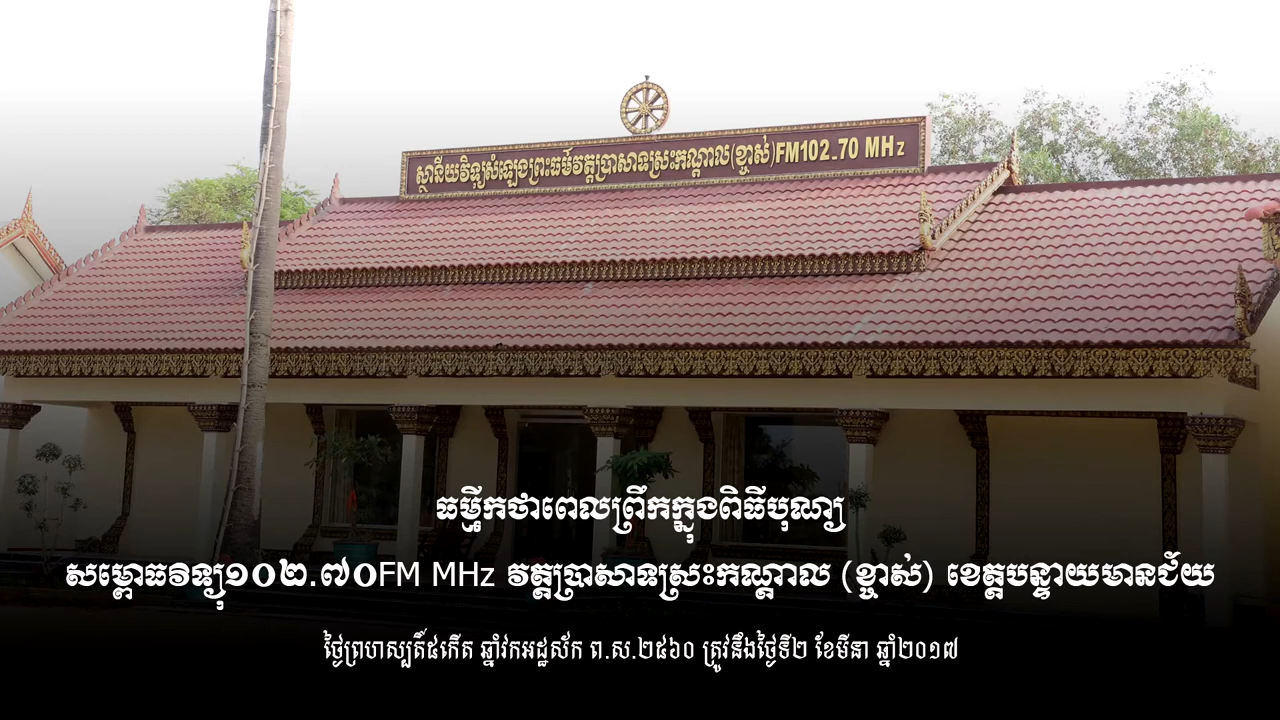 ស្ថានីយវិទ្យុសំឡេងព្រះធម៌វត្តប្រាសាទស្រះកណ្ដាល(ខ្ចាស់)FM102.70 MHz
ធម្មីកថាពេលព្រឹកក្នុងពិធីបុណ្យ
សម្ពោធវិទ្យុ១០២.៧០FM MHz វត្តប្រាសាទស្រះកណ្ដាល (ខ្ចាស់) ខេត្តបន្ទាយមានជ័យ
ថ្ងៃព្រហស្បតិ៍៥កើត ឆ្នាំវកអដ្ឋស័ក ព.ស.២៥៦០ ត្រូវនឹងថ្ងៃទី២ ខែមីនា ឆ្នាំ២០១៧